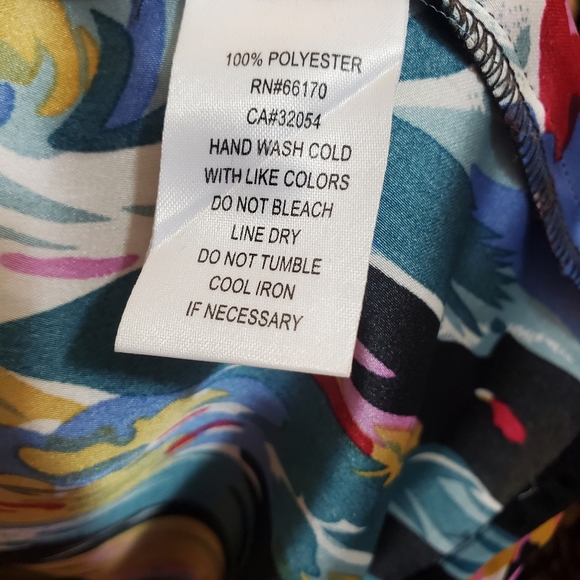 100% POLYESTER
RN#66170
CA#32054
HAND WASH COLD
WITH LIKE COLORS
DO NOT BLEACH
LINE DRY
DO NOT TUMBLE
COOL IRON
IF NECESSARY